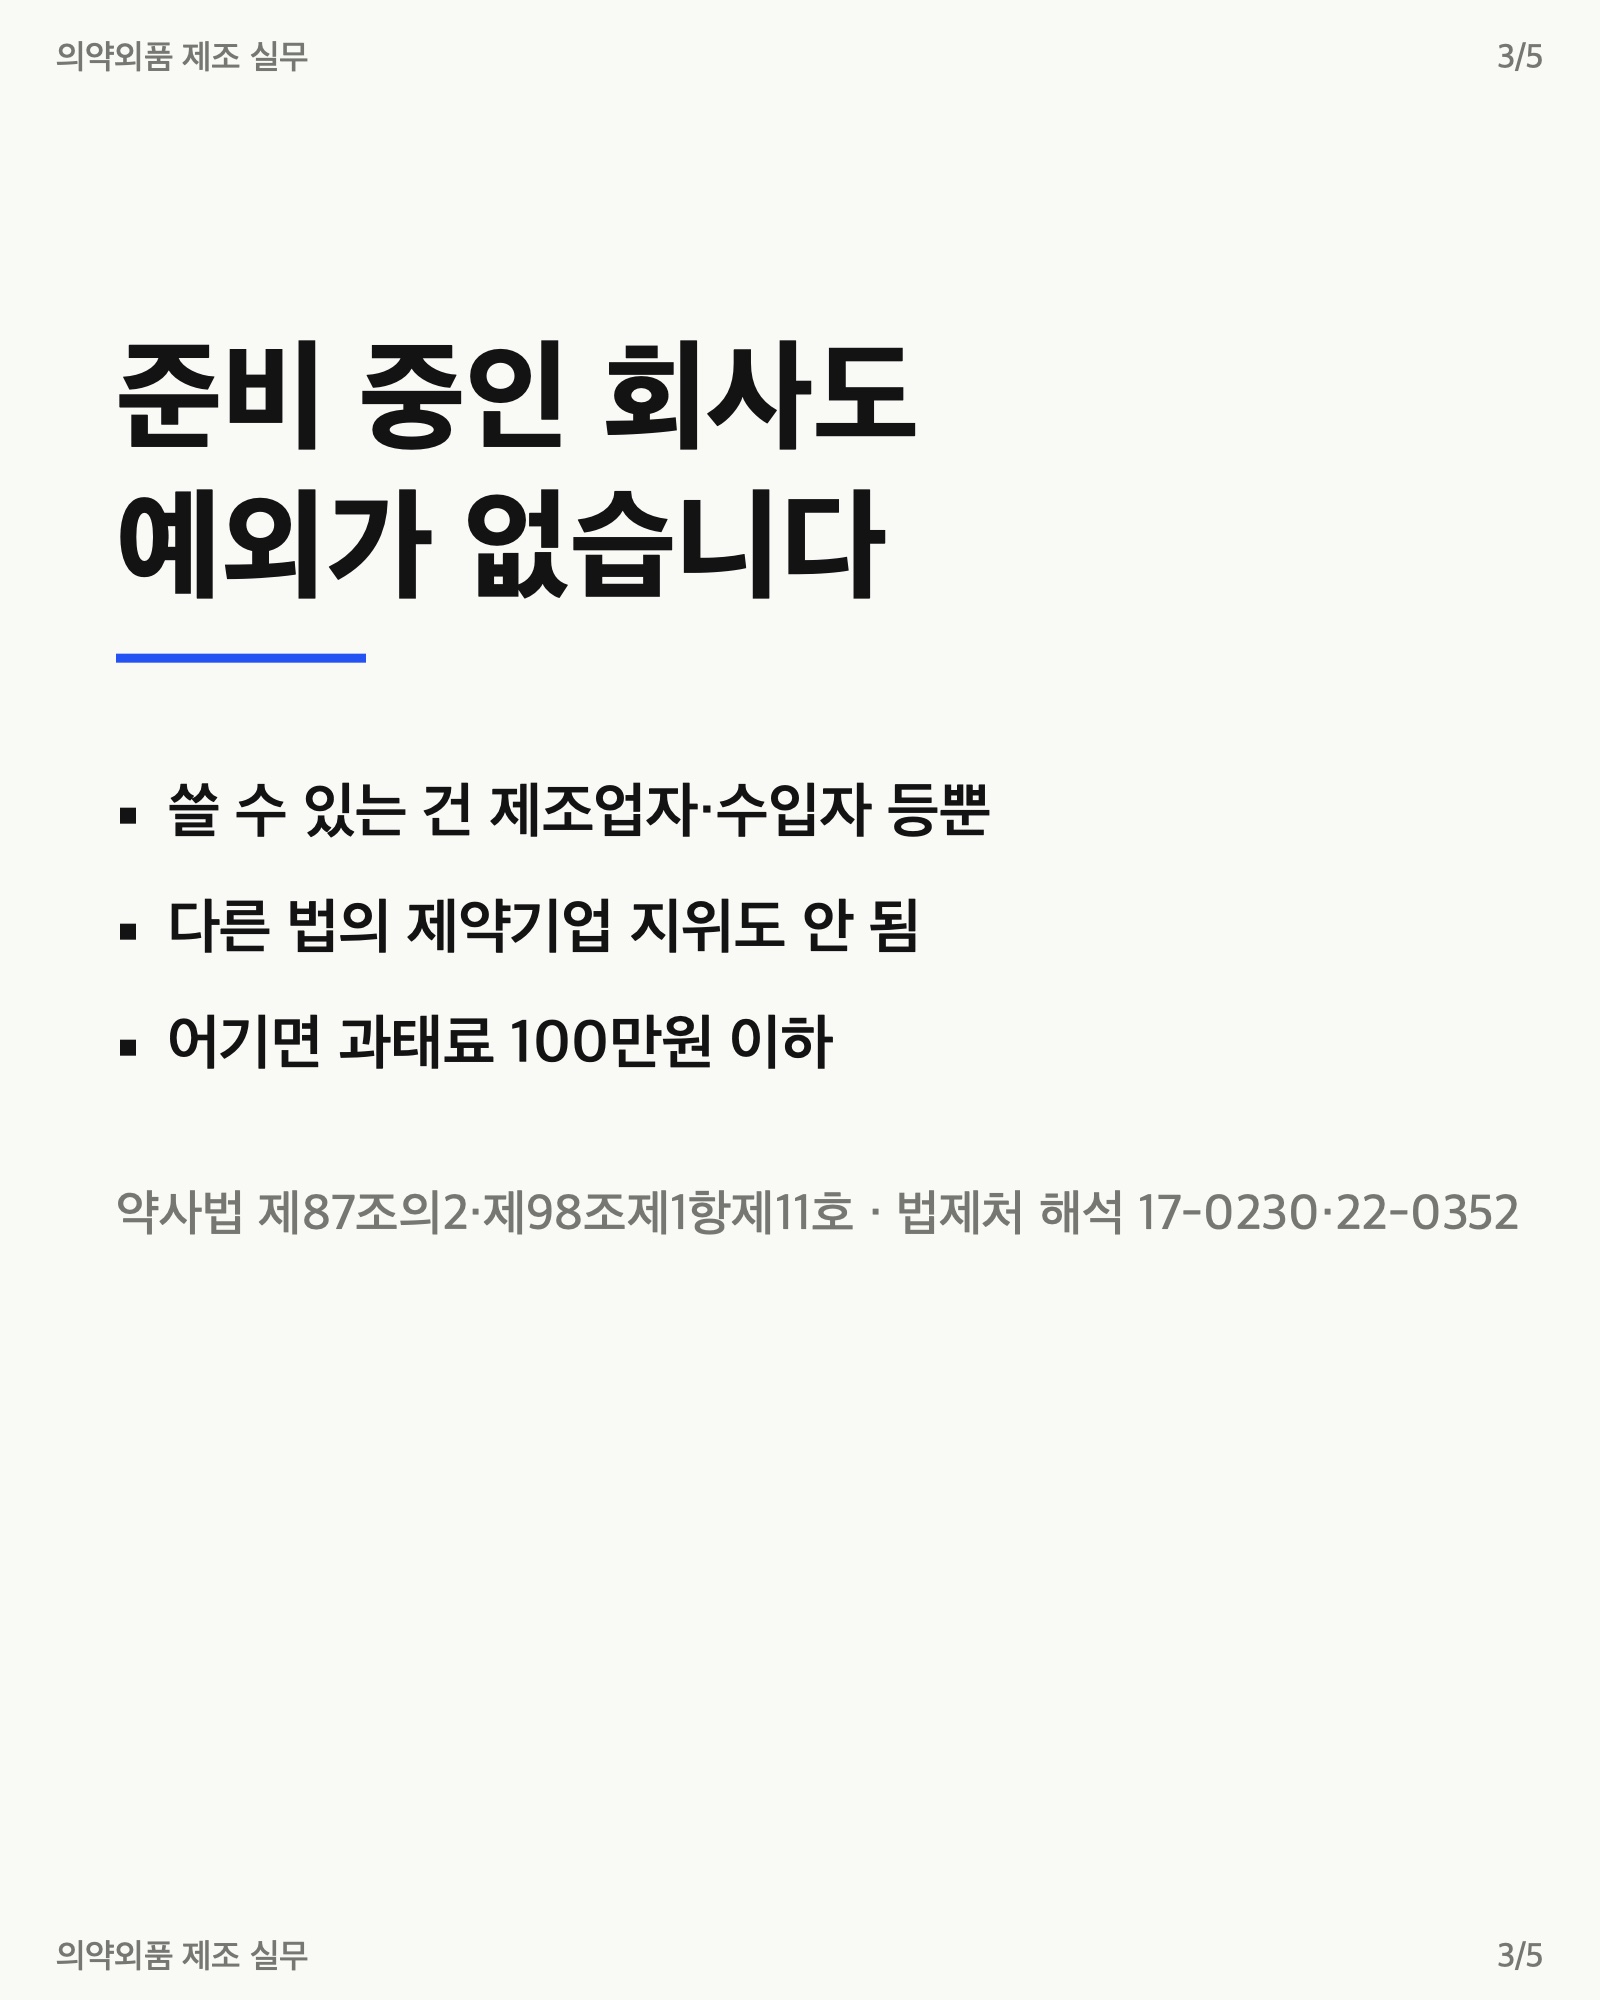 의약외품 제조 실무
3/5
준비 중인 회사도
예외가 없습니다
▪ 쓸 수 있는 건 제조업자·수입자 등뿐
▪ 다른 법의 제약기업 지위도 안 됨
▪ 어기면 과태료 100만원 이하
약사법 제87조의2·제98조제1항제11호 · 법제처 해석 17-0230·22-0352
의약외품 제조 실무
3/5